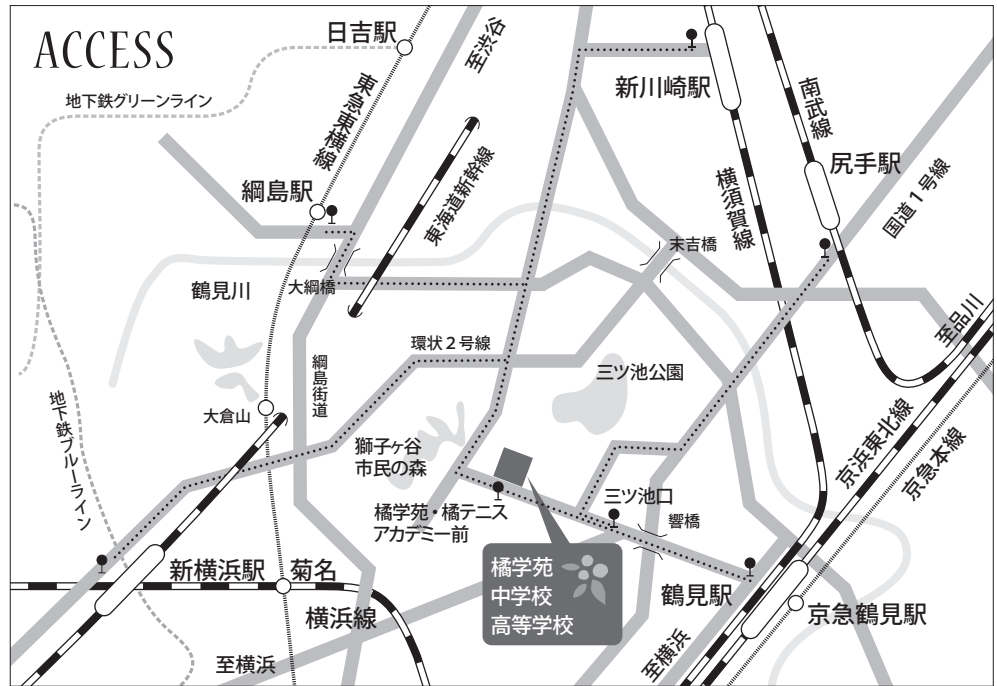 ACCESS
日吉駅
至渋谷
地下鉄グリーンライン
東急東横線
新川崎駅
南武線
尻手駅
綱島駅
東海道新幹線
横須賀線
国道1号線
末吉橋
鶴見川
大綱橋
至品川
環状2号線
綱島街道
三ツ池公園
大倉山
地下鉄ブルーライン
獅子ヶ谷
市民の森
京浜東北線
京急本線
橘学苑・橘テニス
アカデミー前
三ツ池口
響橋
橘学苑
中学校
高等学校
新横浜駅
菊名
鶴見駅
京急鶴見駅
横浜線
至横浜
至横浜